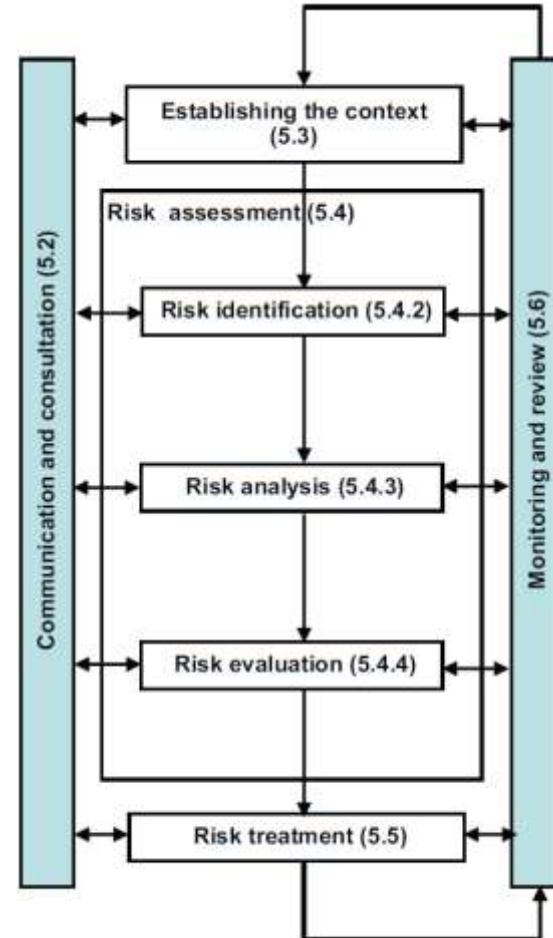 Establishing the context
(5.3)
Risk assessment (5.4)
Communication and consultation (5.2)
Risk identification (5.4.2)
Monitoring and review (5.6)
Risk analysis (5.4.3)
Risk evaluation (5.4.4)
Risk treatment (5.5)